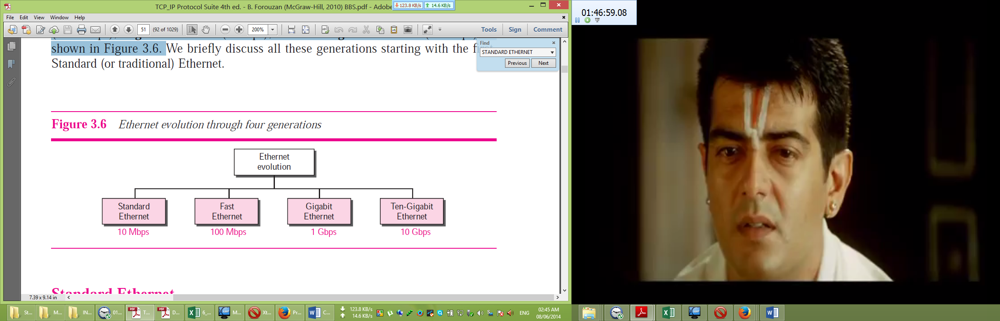 TCP_IP Protocol Suite 4th ed. - B. Forouzan (McGraw-Hill, 2010) BBS.pdf - Adobe
123.8 KB/s 14.6 KB/s
01:46:59.08
File Edit View Window Help
51 (92 of 1029) 200% Tools Sign Comment
shown in Figure 3.6. We briefly discuss all these generations starting with the
Standard (or traditional) Ethernet.
Find
STANDARD ETHERNET
Previous Next
Figure 3.6 Ethernet evolution through four generations
Ethernet
evolution
Standard
Ethernet
10 Mbps
Fast
Ethernet
100 Mbps
Gigabit
Ethernet
1 Gbps
Ten-Gigabit
Ethernet
10 Gbps
Standard Ethernet
7.39 x 9.14 in
St... M... IN... 01... T... D... 6_... M... Xt... Pr... C...
123.8 KB/s
14.6 KB/s
ENG
02:45 AM
08/06/2014